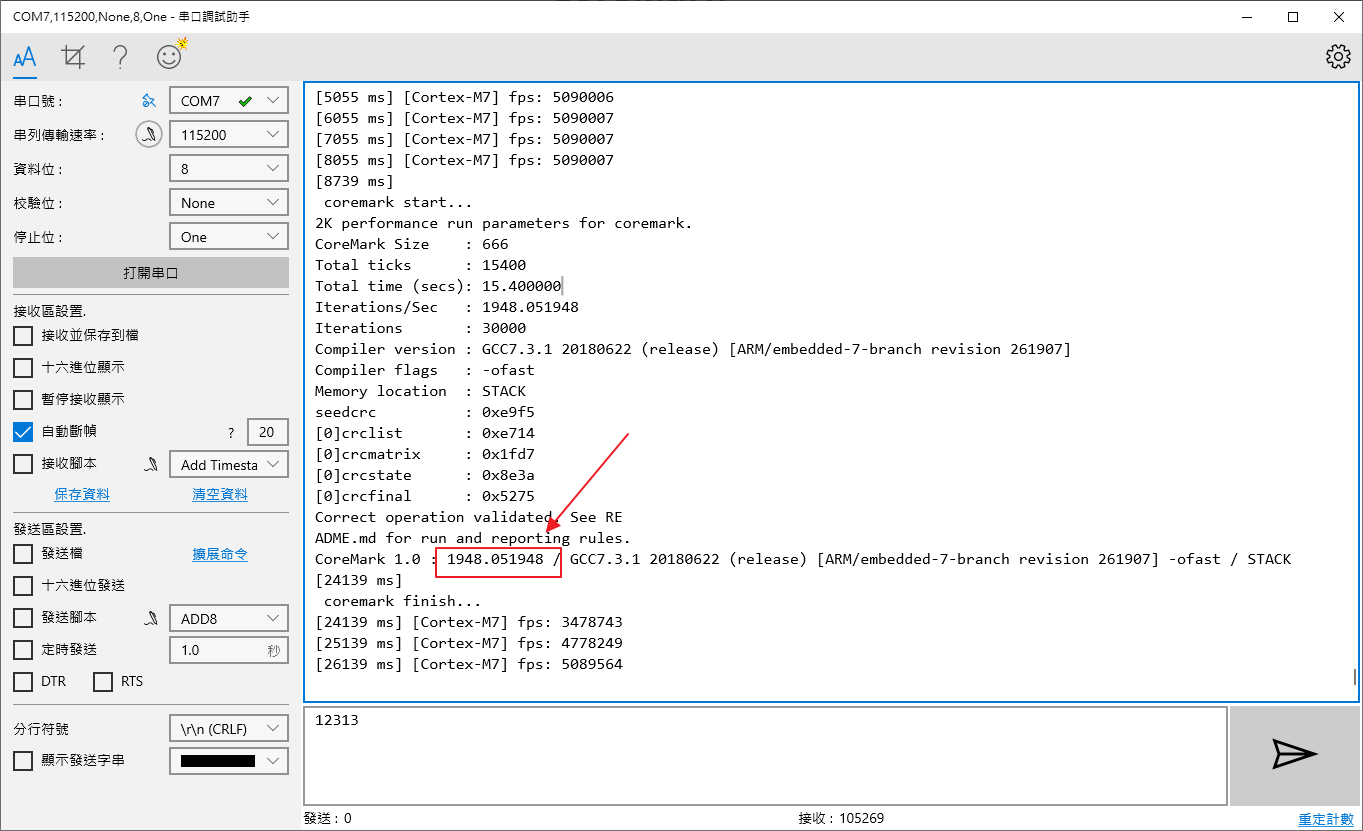 COM7,115200,None,8,One - 串口調試助手
串口號 :
COM7
串列傳輸速率 :
115200
資料位 :
8
校驗位 :
None
停止位 :
One
打開串口
接收區設置.
接收並保存到檔
十六進位顯示
暫停接收顯示
自動斷幀
?
20
接收腳本
Add Timesta
保存資料
清空資料
發送區設置.
發送檔
擴展命令
十六進位發送
發送腳本
ADD8
定時發送
1.0
秒
DTR
RTS
分行符號
\r\n (CRLF)
顯示發送字串
[5055 ms] [Cortex-M7] fps: 5090006
[6055 ms] [Cortex-M7] fps: 5090007
[7055 ms] [Cortex-M7] fps: 5090007
[8055 ms] [Cortex-M7] fps: 5090007
[8739 ms]
coremark start...
2K performance run parameters for coremark.
CoreMark Size    : 666
Total ticks      : 15400
Total time (secs): 15.400000
Iterations/Sec   : 1948.051948
Iterations       : 30000
Compiler version : GCC7.3.1 20180622 (release) [ARM/embedded-7-branch revision 261907]
Compiler flags   : -ofast
Memory location  : STACK
seedcrc          : 0xe9f5
[0]crclist       : 0xe714
[0]crcmatrix     : 0x1fd7
[0]crcstate      : 0x8e3a
[0]crcfinal      : 0x5275
Correct operation validated. See RE
ADME.md for run and reporting rules.
CoreMark 1.0 : 1948.051948 / GCC7.3.1 20180622 (release) [ARM/embedded-7-branch revision 261907] -ofast / STACK
[24139 ms]
coremark finish...
[24139 ms] [Cortex-M7] fps: 3478743
[25139 ms] [Cortex-M7] fps: 4778249
[26139 ms] [Cortex-M7] fps: 5089564
12313
發送 : 0
接收 : 105269
重定計數